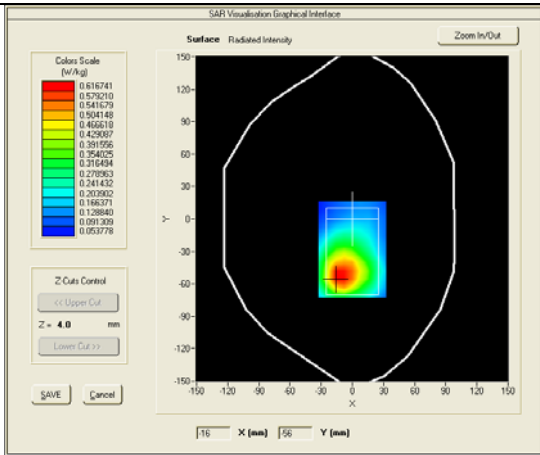 SAR Visualisation Graphical Interface
Surface Radiated Intensity
Zoom In/Out
Colors Scale
(W/kg)
0.616741
0.579210
0.541679
0.504148
0.466618
0.429087
0.391556
0.354025
0.316494
0.278963
0.241432
0.203902
0.166371
0.128840
0.091309
0.053778
Z Cuts Control
<< Upper Cut
Z = 4.0 mm
Lower Cut >>
SAVE Cancel
150
120
90
60
30
0
-30
-60
-90
-120
-150
Y
-150 -120 -90 -60 -30 0 30 60 90 120 150
X
-16 X (mm) -56 Y (mm)